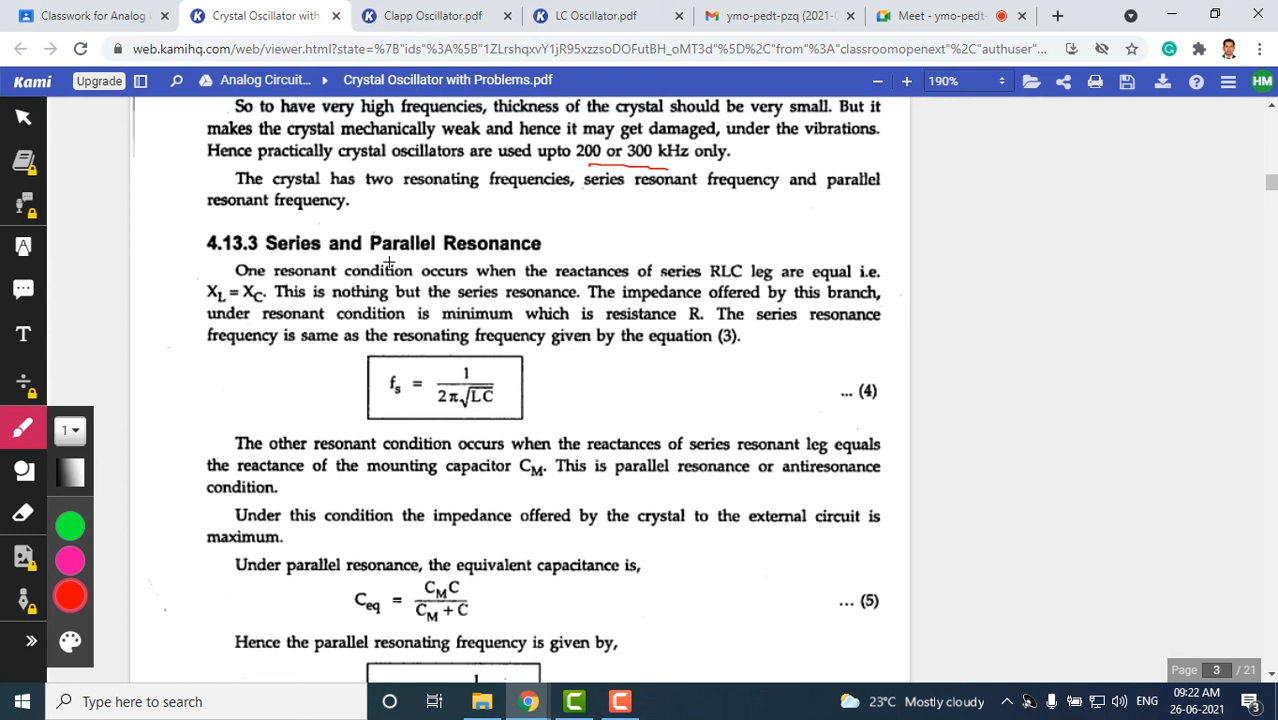 Classwork for Analog
Crystal Oscillator with
Clapp Oscillator.pdf
LC Oscillator.pdf
ymo-pedt-pzq (2021-
Meet - ymo-pedt-
web.kamihq.com/web/viewer.html?state=%7B"ids"%3A%5B"1ZLrshqxvY1jR95xzzsoDOFutBH_oMT3d"%5D%2C"from"%3A"classroomopenext"%2C"authuser"...
Kami
Upgrade
Analog Circuit...
Crystal Oscillator with Problems.pdf
190%
HM
So to have very high frequencies, thickness of the crystal should be very small. But it
makes the crystal mechanically weak and hence it may get damaged, under the vibrations.
Hence practically crystal oscillators are used upto 200 or 300 kHz only.
The crystal has two resonating frequencies, series resonant frequency and parallel
resonant frequency.
4.13.3 Series and Parallel Resonance
One resonant condition occurs when the reactances of series RLC leg are equal i.e.
XL = XC. This is nothing but the series resonance. The impedance offered by this branch,
under resonant condition is minimum which is resistance R. The series resonance
frequency is same as the resonating frequency given by the equation (3).
fs = 1 / 2π√LC ... (4)
The other resonant condition occurs when the reactances of series resonant leg equals
the reactance of the mounting capacitor CM. This is parallel resonance or antiresonance
condition.
Under this condition the impedance offered by the crystal to the external circuit is
maximum.
Under parallel resonance, the equivalent capacitance is,
Ceq = CM C / CM + C ... (5)
Hence the parallel resonating frequency is given by,
1
1
Page 3 / 21
Type here to search
23°C Mostly cloudy
ENG
09:22 AM
26-06-2021
3